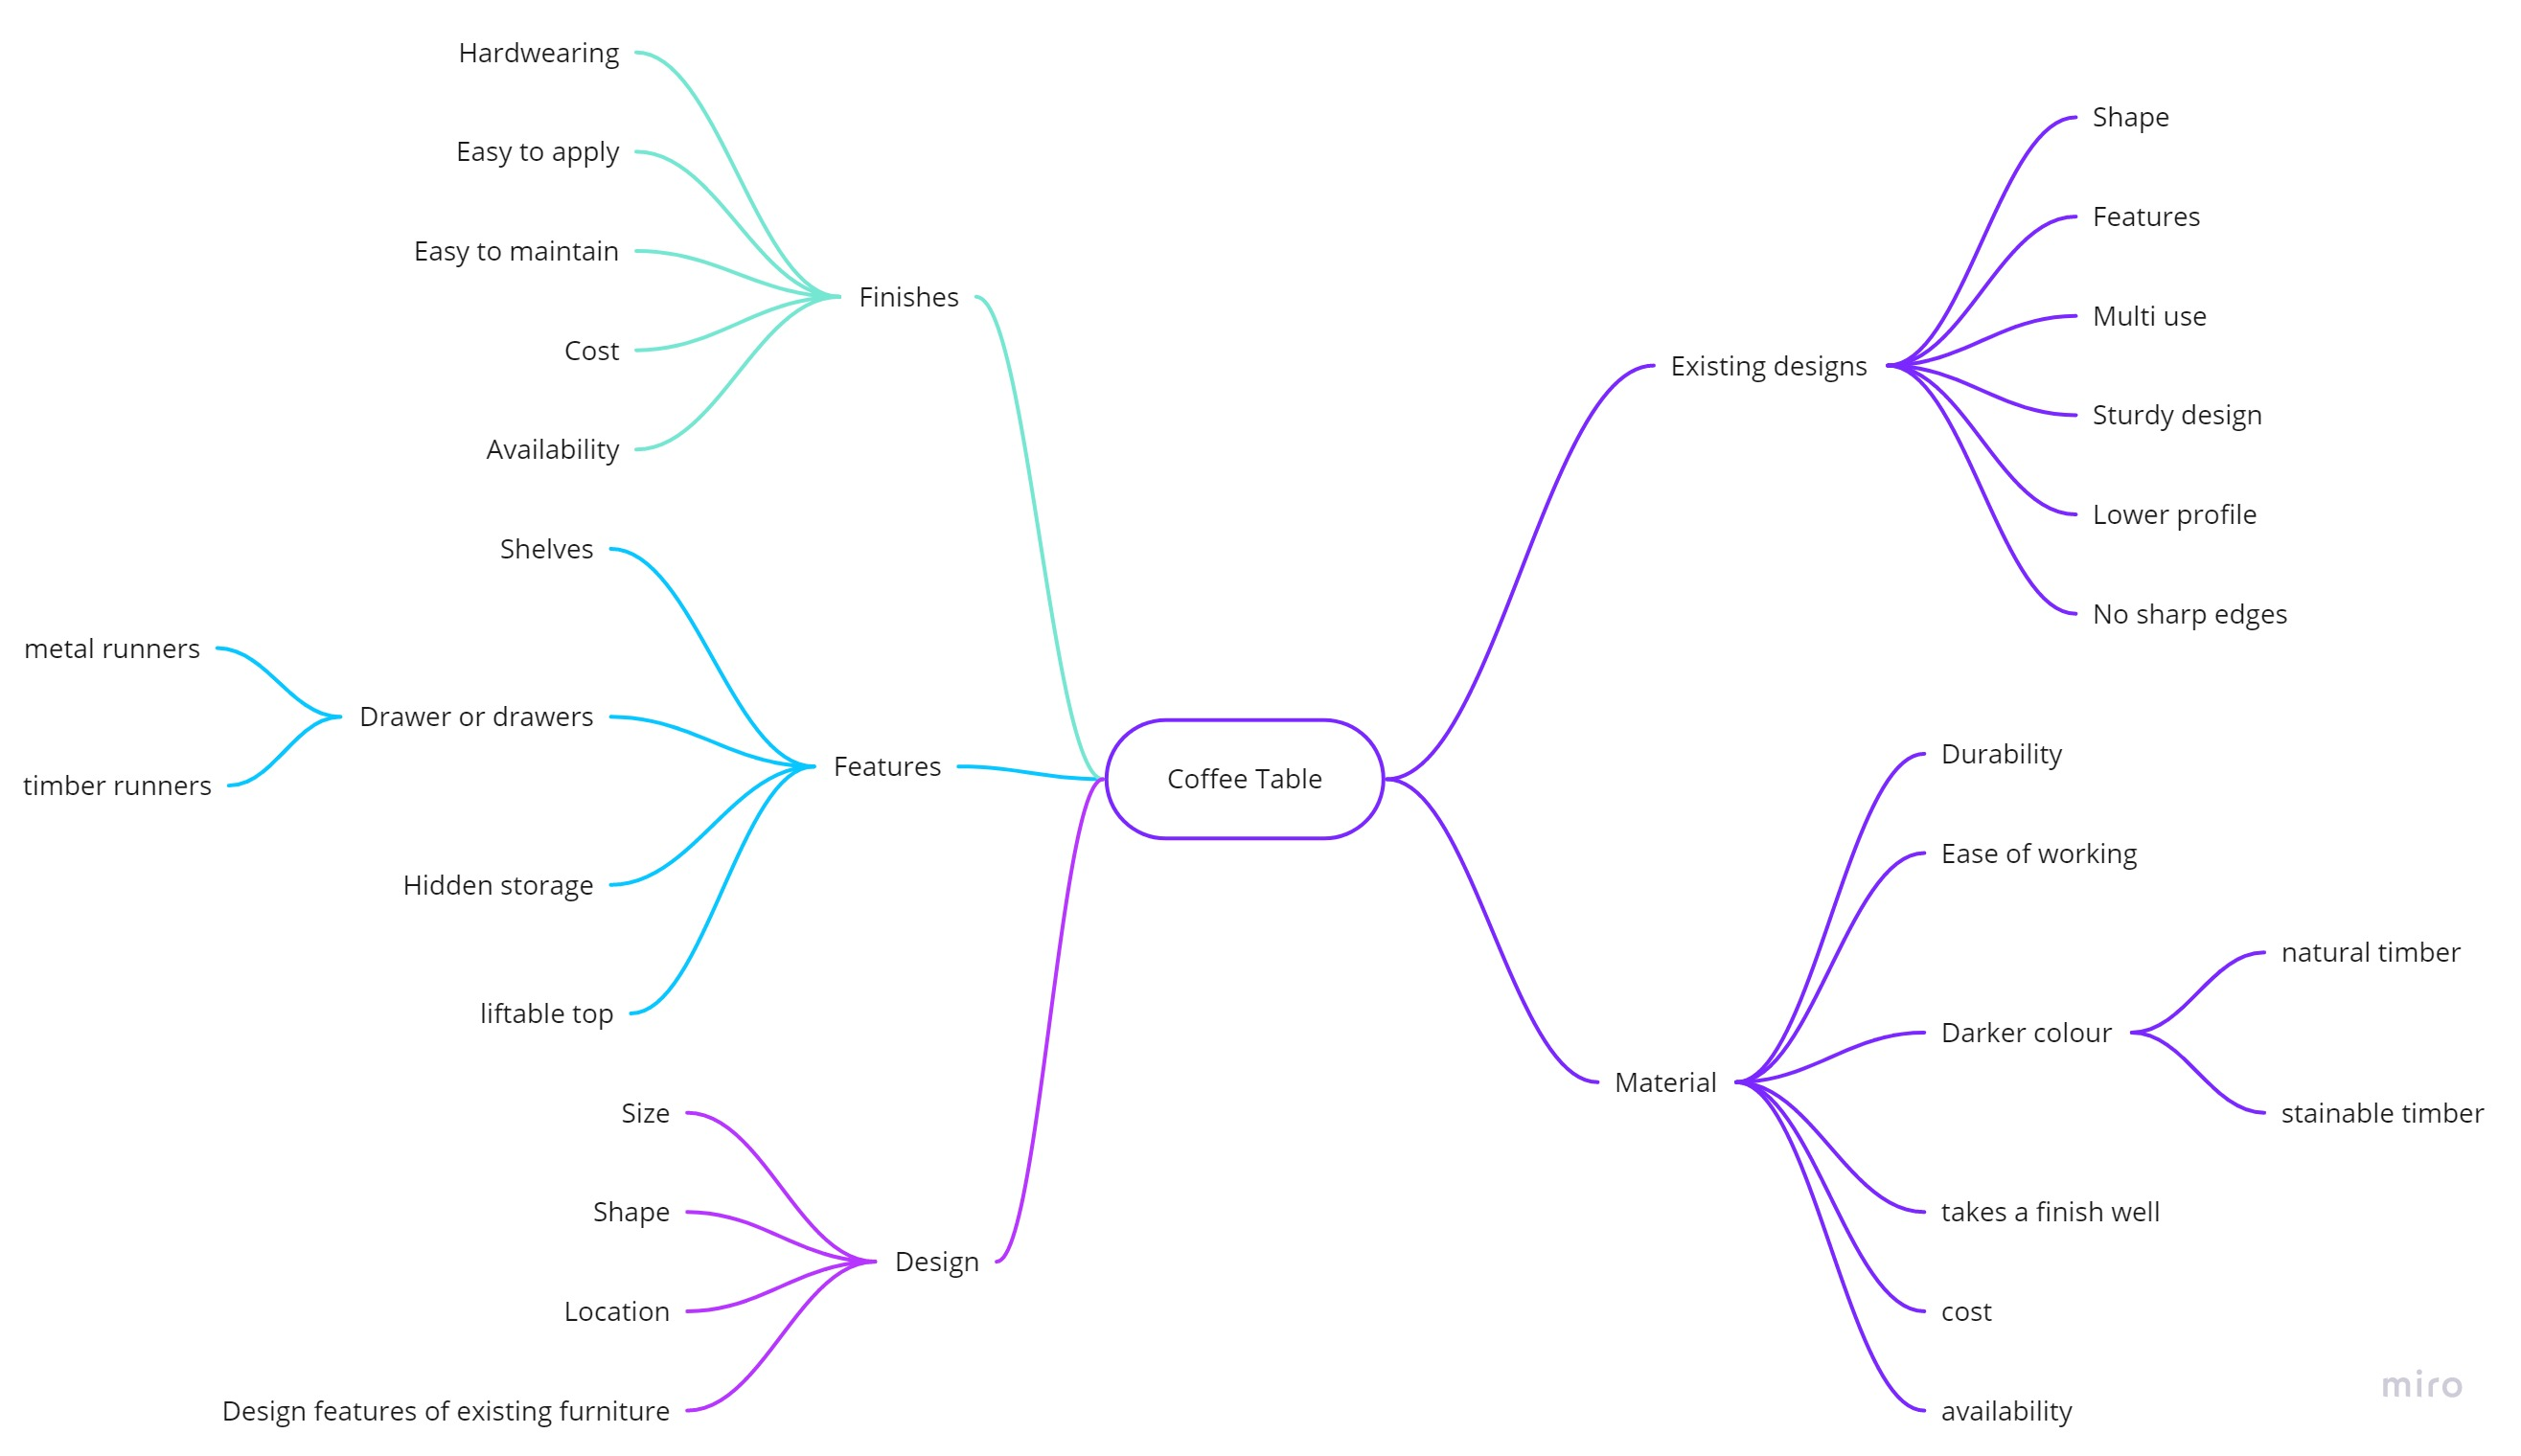 Hardwearing
Easy to apply
Easy to maintain
Cost
Availability
Finishes
Shelves
metal runners
Drawer or drawers
timber runners
Features
Hidden storage
liftable top
Size
Shape
Location
Design features of existing furniture
Design
Coffee Table
Existing designs
Shape
Features
Multi use
Sturdy design
Lower profile
No sharp edges
Material
Durability
Ease of working
Darker colour
natural timber
stainable timber
takes a finish well
cost
availability
miro